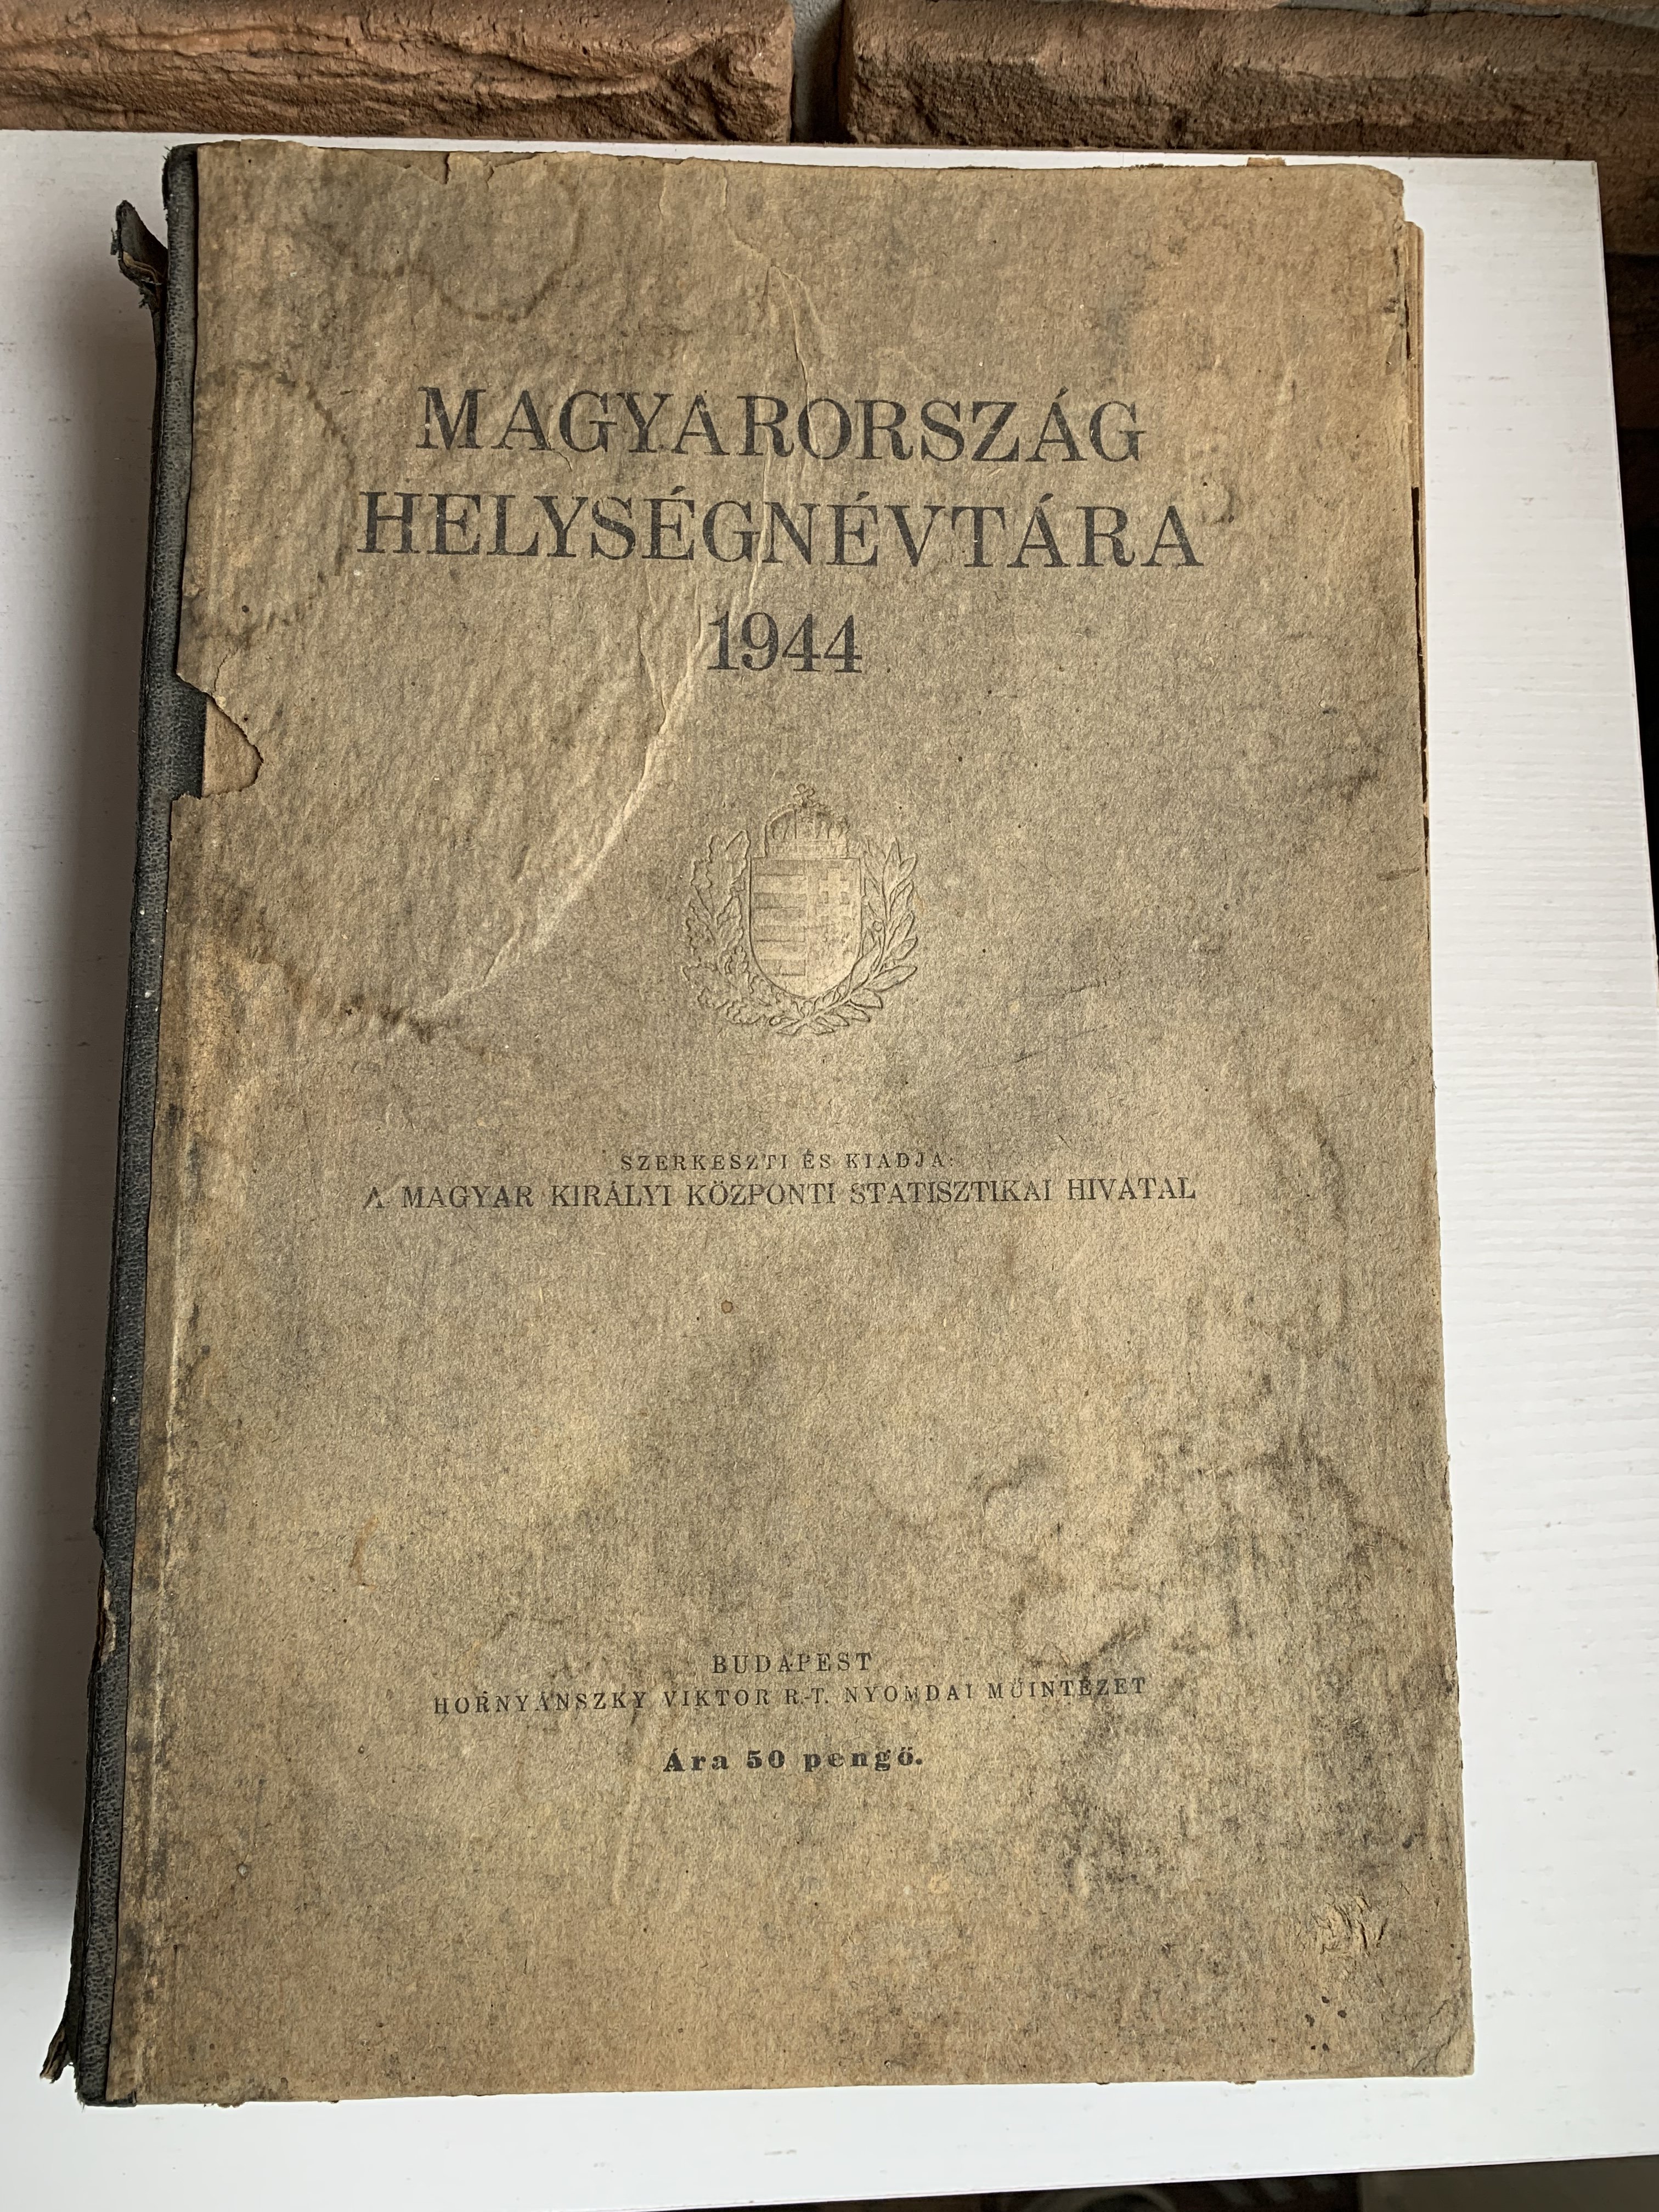 MAGYARORSZÁG
HELYSÉGNÉVTÁRA
1944
SZERKESZTI ÉS KIADJA:
A MAGYAR KIRÁLYI KÖZPONTI STATISZTIKAI HIVATAL
BUDAPEST
HORNYÁNSZKY VIKTOR R.-T. NYOMDAI MŰINTÉZET
Ára 50 pengő.